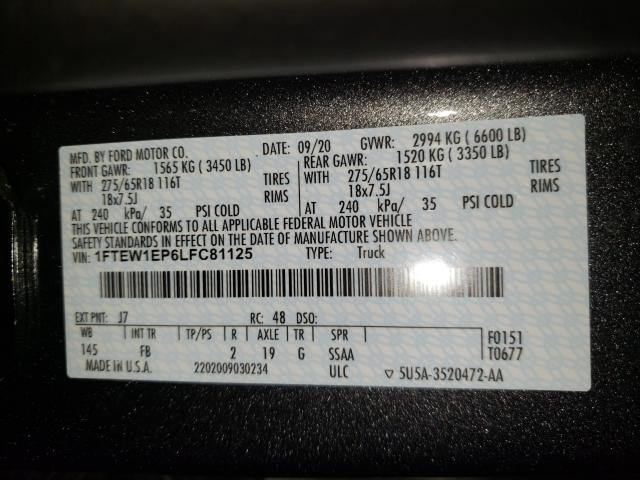 MFD. BY FORD MOTOR CO. DATE: 09/20 GVWR: 2994 KG ( 6600 LB)
FRONT GAWR: 1565 KG ( 3450 LB) REAR GAWR: 1520 KG ( 3350 LB)
WITH 275/65R18 116T TIRES WITH 275/65R18 116T TIRES
18x7.5J RIMS 18x7.5J RIMS
AT 240 kPa/ 35 PSI COLD AT 240 kPa/ 35 PSI COLD
THIS VEHICLE CONFORMS TO ALL APPLICABLE FEDERAL MOTOR VEHICLE
SAFETY STANDARDS IN EFFECT ON THE DATE OF MANUFACTURE SHOWN ABOVE.
VIN: 1FTEW1EP6LFC81125 TYPE: Truck
EXT PNT: J7 RC: 48 DSO:
WB INT TR TP/PS R AXLE TR SPR F0151
145 FB 2 19 G SSAA T0677
MADE IN U.S.A. 2202009030234 ULC ▽ 5U5A-3520472-AA